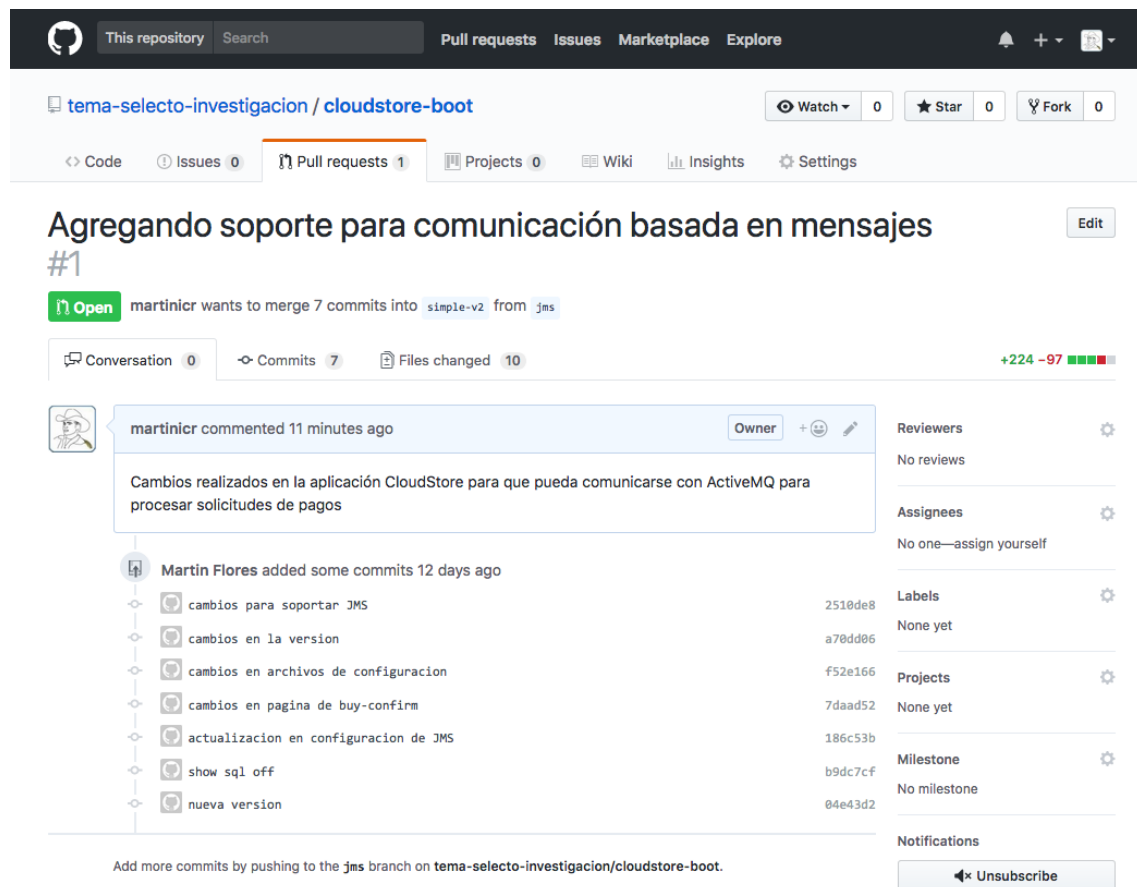 This repository Search Pull requests Issues Marketplace Explore
tema-selecto-investigacion / cloudstore-boot Watch 0 Star 0 Fork 0
Code Issues 0 Pull requests 1 Projects 0 Wiki Insights Settings
Agregando soporte para comunicación basada en mensajes Edit
#1
Open martinicr wants to merge 7 commits into simple-v2 from jms
Conversation 0 Commits 7 Files changed 10 +224 −97
martinicr commented 11 minutes ago Owner +
Cambios realizados en la aplicación CloudStore para que pueda comunicarse con ActiveMQ para
procesar solicitudes de pagos
Martin Flores added some commits 12 days ago
cambios para soportar JMS 2510de8
cambios en la version a70dd06
cambios en archivos de configuracion f52e166
cambios en pagina de buy-confirm 7daad52
actualizacion en configuracion de JMS 186c53b
show sql off b9dc7cf
nueva version 04e43d2
Add more commits by pushing to the jms branch on tema-selecto-investigacion/cloudstore-boot.
Reviewers
No reviews
Assignees
No one—assign yourself
Labels
None yet
Projects
None yet
Milestone
No milestone
Notifications
Unsubscribe